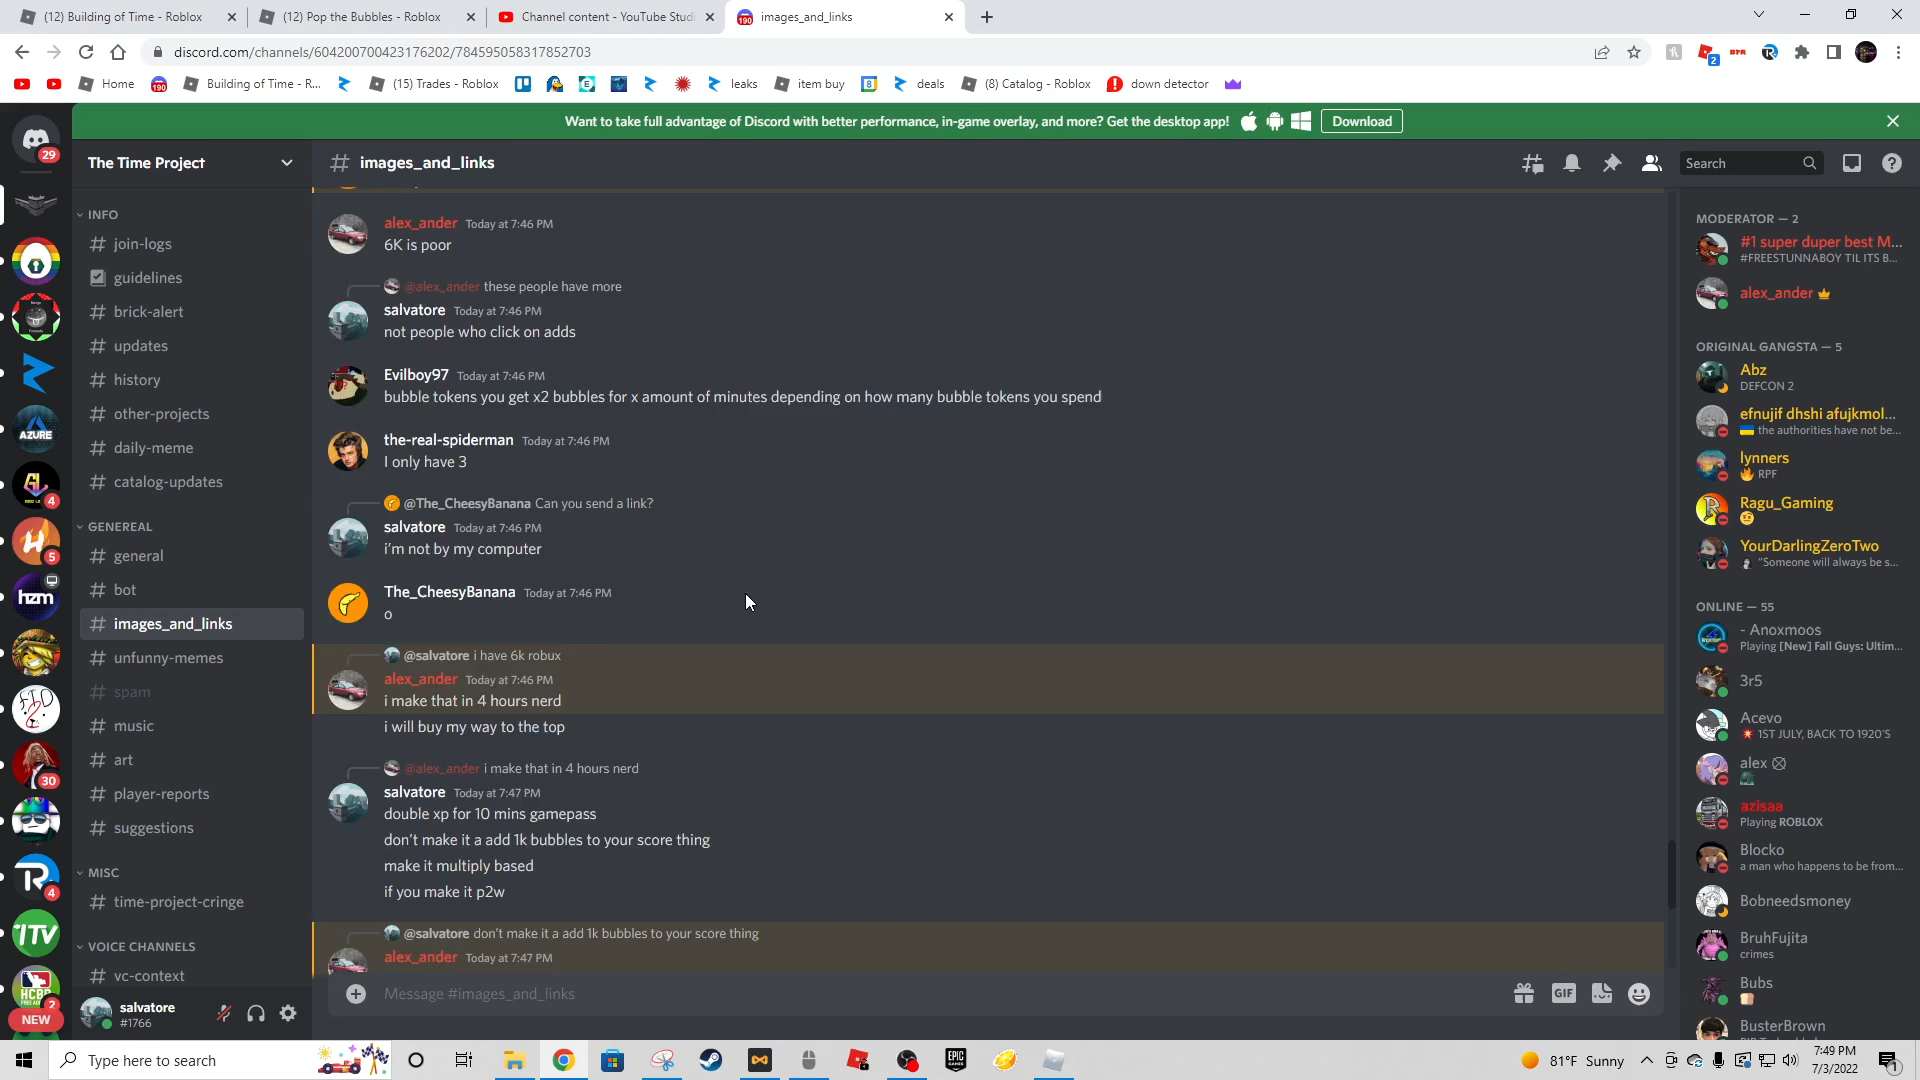 (12) Building of Time - Roblox
(12) Pop the Bubbles - Roblox
Channel content - YouTube Stud
images_and_links
discord.com/channels/604200700423176202/784595058317852703
Home
Building of Time - R...
(15) Trades - Roblox
leaks
item buy
deals
(8) Catalog - Roblox
down detector
Want to take full advantage of Discord with better performance, in-game overlay, and more? Get the desktop app!
Download
The Time Project
images_and_links
Search
INFO
join-logs
guidelines
brick-alert
updates
history
other-projects
daily-meme
catalog-updates
GENEREAL
general
bot
images_and_links
unfunny-memes
spam
music
art
player-reports
suggestions
MISC
time-project-cringe
VOICE CHANNELS
vc-context
salvatore
#1766
29
AZURE
4
5
hzm
30
4
ITV
2
NEW
alex_ander Today at 7:46 PM
6K is poor
@alex_ander these people have more
salvatore Today at 7:46 PM
not people who click on adds
Evilboy97 Today at 7:46 PM
bubble tokens you get x2 bubbles for x amount of minutes depending on how many bubble tokens you spend
the-real-spiderman Today at 7:46 PM
I only have 3
@The_CheesyBanana Can you send a link?
salvatore Today at 7:46 PM
i'm not by my computer
The_CheesyBanana Today at 7:46 PM
o
@salvatore i have 6k robux
alex_ander Today at 7:46 PM
i make that in 4 hours nerd
i will buy my way to the top
@alex_ander i make that in 4 hours nerd
salvatore Today at 7:47 PM
double xp for 10 mins gamepass
don't make it a add 1k bubbles to your score thing
make it multiply based
if you make it p2w
@salvatore don't make it a add 1k bubbles to your score thing
alex_ander Today at 7:47 PM
Message #images_and_links
GIF
MODERATOR — 2
#1 super duper best M...
#FREESTUNNABOY TIL ITS B...
alex_ander
ORIGINAL GANGSTA — 5
Abz
DEFCON 2
efnujif dhshi afujkmol...
the authorities have not be...
lynners
RPF
Ragu_Gaming
YourDarlingZeroTwo
"Someone will always be s...
ONLINE — 55
- Anoxmoos
Playing [New] Fall Guys: Ultim...
3r5
Acevo
1ST JULY, BACK TO 1920'S
alex
azisaa
Playing ROBLOX
Blocko
a man who happens to be from...
Bobneedsmoney
BruhFujita
crimes
Bubs
BusterBrown
Type here to search
EPIC
81°F Sunny
7:49 PM
7/3/2022
1